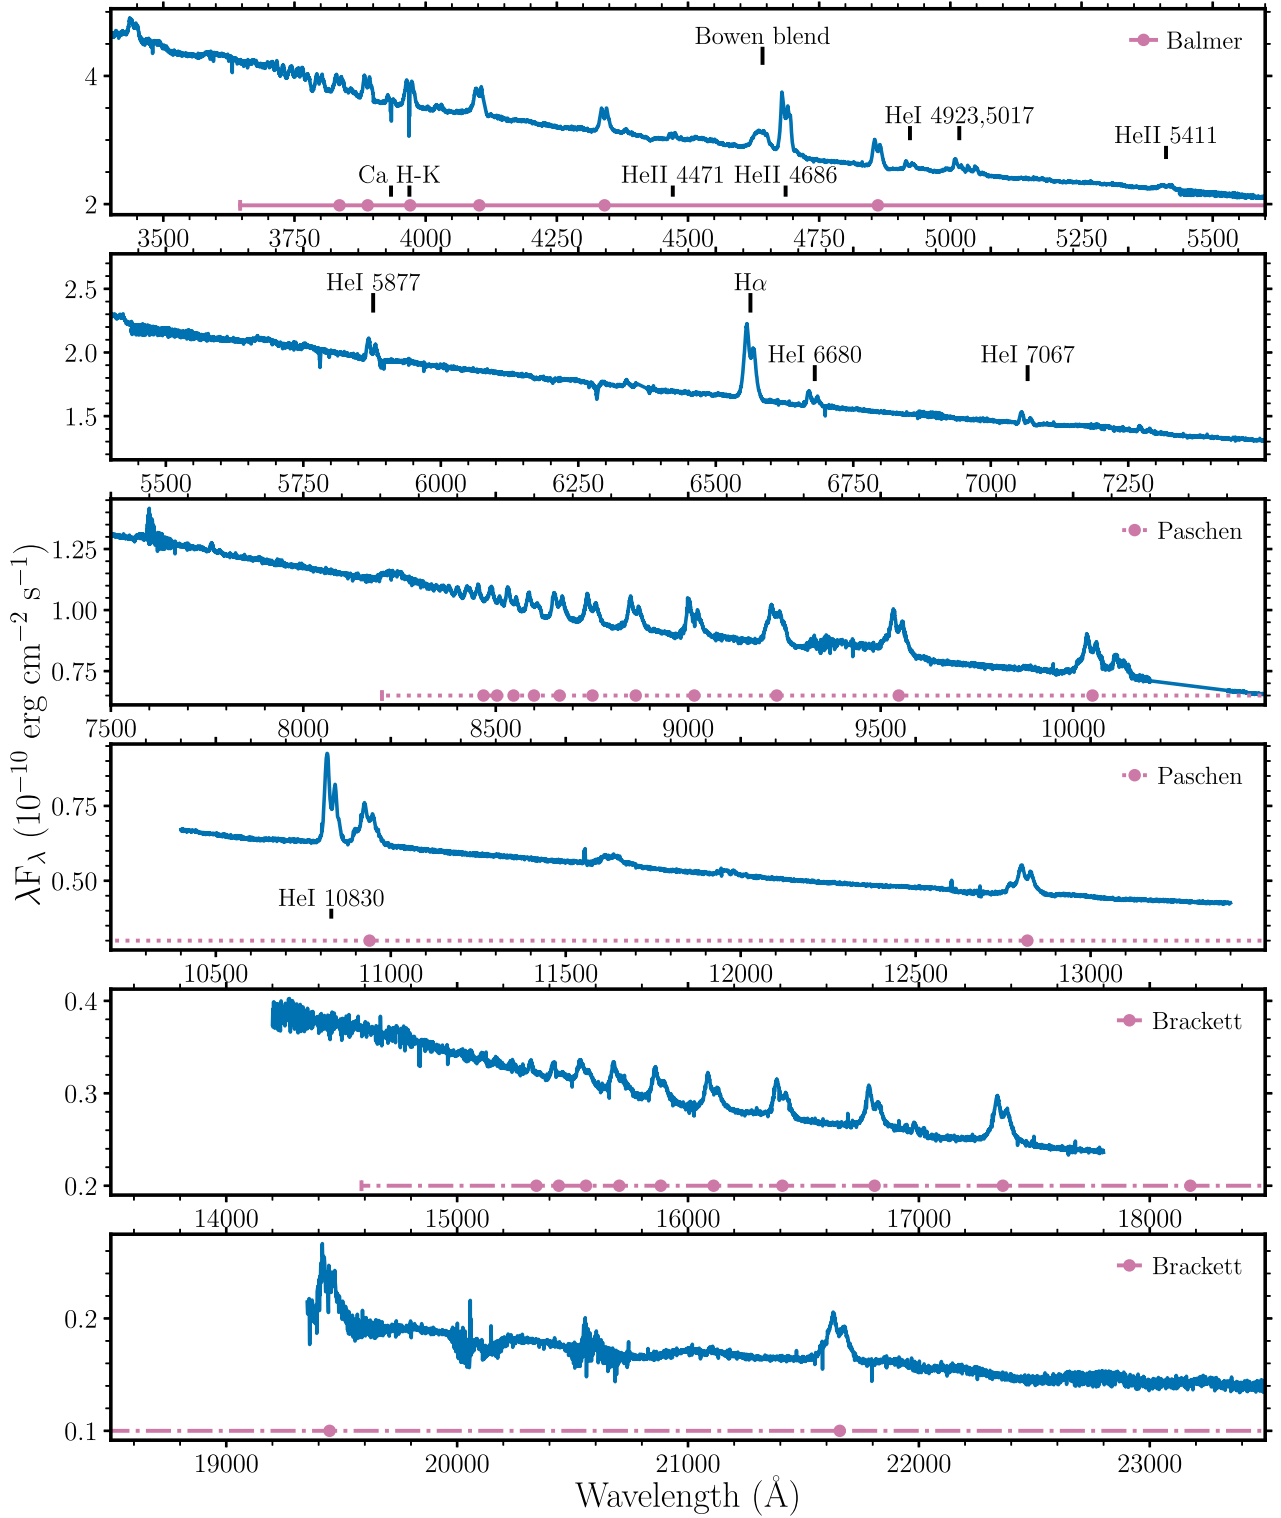 Bowen blend
Balmer
4
HeI 4923,5017
HeII 5411
Ca H-K
HeII 4471
HeII 4686
2
3500 3750 4000 4250 4500 4750 5000 5250 5500
HeI 5877
Hα
2.5
2.0
HeI 6680
HeI 7067
1.5
5500 5750 6000 6250 6500 6750 7000 7250
Paschen
1.25
1.00
0.75
7500 8000 8500 9000 9500 10000
λFλ (10−10 erg cm−2 s−1)
Paschen
0.75
0.50
HeI 10830
10500 11000 11500 12000 12500 13000
0.4
Brackett
0.3
0.2
14000 15000 16000 17000 18000
Brackett
0.2
0.1
19000 20000 21000 22000 23000
Wavelength (Å)